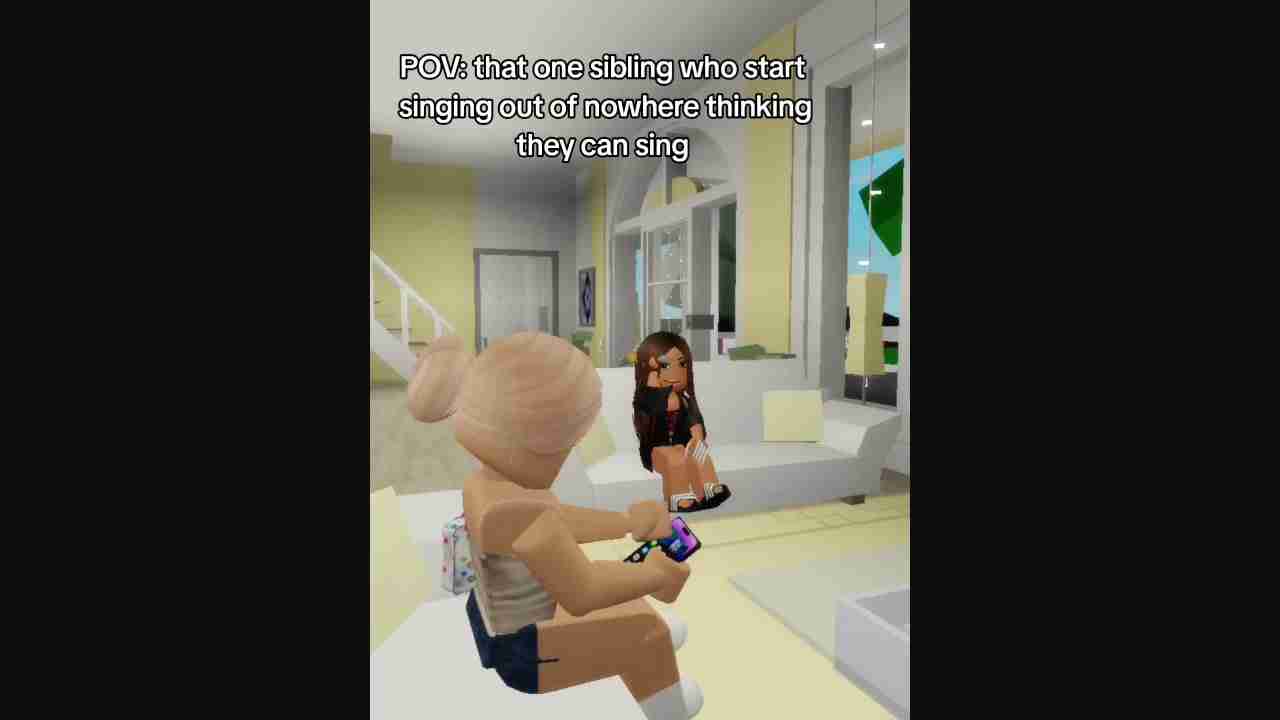 POV: that one sibling who start
singing out of nowhere thinking
they can sing